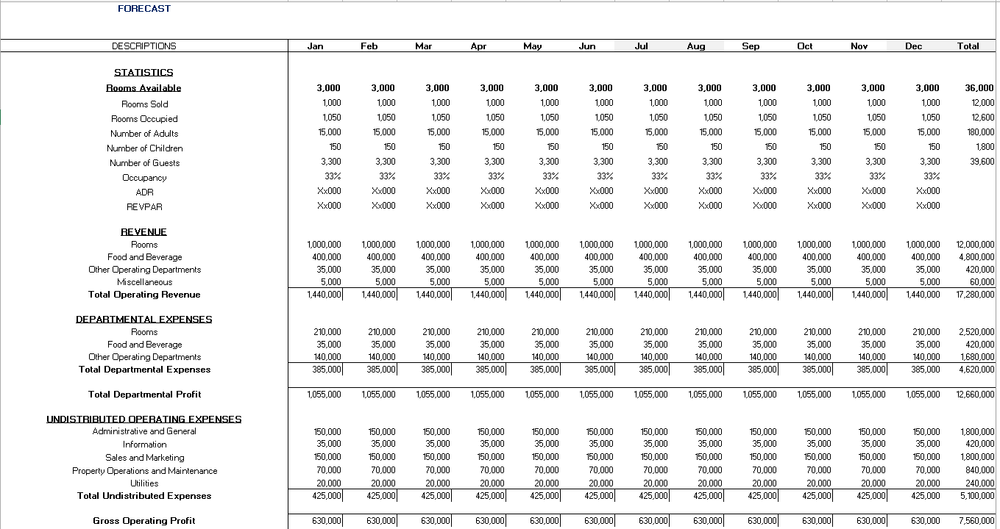 FORECAST
DESCRIPTIONS Jan Feb Mar Apr May Jun Jul Aug Sep Oct Nov Dec Total
STATISTICS
Rooms Available 3,000 3,000 3,000 3,000 3,000 3,000 3,000 3,000 3,000 3,000 3,000 3,000 36,000
Rooms Sold 1,000 1,000 1,000 1,000 1,000 1,000 1,000 1,000 1,000 1,000 1,000 1,000 12,000
Rooms Occupied 1,050 1,050 1,050 1,050 1,050 1,050 1,050 1,050 1,050 1,050 1,050 1,050 12,600
Number of Adults 15,000 15,000 15,000 15,000 15,000 15,000 15,000 15,000 15,000 15,000 15,000 15,000 180,000
Number of Children 150 150 150 150 150 150 150 150 150 150 150 150 1,800
Number of Guests 3,300 3,300 3,300 3,300 3,300 3,300 3,300 3,300 3,300 3,300 3,300 3,300 39,600
Occupancy 33% 33% 33% 33% 33% 33% 33% 33% 33% 33% 33% 33%
ADR Xx000 Xx000 Xx000 Xx000 Xx000 Xx000 Xx000 Xx000 Xx000 Xx000 Xx000 Xx000
REVPAR Xx000 Xx000 Xx000 Xx000 Xx000 Xx000 Xx000 Xx000 Xx000 Xx000 Xx000 Xx000
REVENUE
Rooms 1,000,000 1,000,000 1,000,000 1,000,000 1,000,000 1,000,000 1,000,000 1,000,000 1,000,000 1,000,000 1,000,000 1,000,000 12,000,000
Food and Beverage 400,000 400,000 400,000 400,000 400,000 400,000 400,000 400,000 400,000 400,000 400,000 400,000 4,800,000
Other Operating Departments 35,000 35,000 35,000 35,000 35,000 35,000 35,000 35,000 35,000 35,000 35,000 35,000 420,000
Miscellaneous 5,000 5,000 5,000 5,000 5,000 5,000 5,000 5,000 5,000 5,000 5,000 5,000 60,000
Total Operating Revenue 1,440,000 1,440,000 1,440,000 1,440,000 1,440,000 1,440,000 1,440,000 1,440,000 1,440,000 1,440,000 1,440,000 1,440,000 17,280,000
DEPARTMENTAL EXPENSES
Rooms 210,000 210,000 210,000 210,000 210,000 210,000 210,000 210,000 210,000 210,000 210,000 210,000 2,520,000
Food and Beverage 35,000 35,000 35,000 35,000 35,000 35,000 35,000 35,000 35,000 35,000 35,000 35,000 420,000
Other Operating Departments 140,000 140,000 140,000 140,000 140,000 140,000 140,000 140,000 140,000 140,000 140,000 140,000 1,680,000
Total Departmental Expenses 385,000 385,000 385,000 385,000 385,000 385,000 385,000 385,000 385,000 385,000 385,000 385,000 4,620,000
Total Departmental Profit 1,055,000 1,055,000 1,055,000 1,055,000 1,055,000 1,055,000 1,055,000 1,055,000 1,055,000 1,055,000 1,055,000 1,055,000 12,660,000
UNDISTRIBUTED OPERATING EXPENSES
Administrative and General 150,000 150,000 150,000 150,000 150,000 150,000 150,000 150,000 150,000 150,000 150,000 150,000 1,800,000
Information 35,000 35,000 35,000 35,000 35,000 35,000 35,000 35,000 35,000 35,000 35,000 35,000 420,000
Sales and Marketing 150,000 150,000 150,000 150,000 150,000 150,000 150,000 150,000 150,000 150,000 150,000 150,000 1,800,000
Property Operations and Maintenance 70,000 70,000 70,000 70,000 70,000 70,000 70,000 70,000 70,000 70,000 70,000 70,000 840,000
Utilities 20,000 20,000 20,000 20,000 20,000 20,000 20,000 20,000 20,000 20,000 20,000 20,000 240,000
Total Undistributed Expenses 425,000 425,000 425,000 425,000 425,000 425,000 425,000 425,000 425,000 425,000 425,000 425,000 5,100,000
Gross Operating Profit 630,000 630,000 630,000 630,000 630,000 630,000 630,000 630,000 630,000 630,000 630,000 630,000 7,560,000